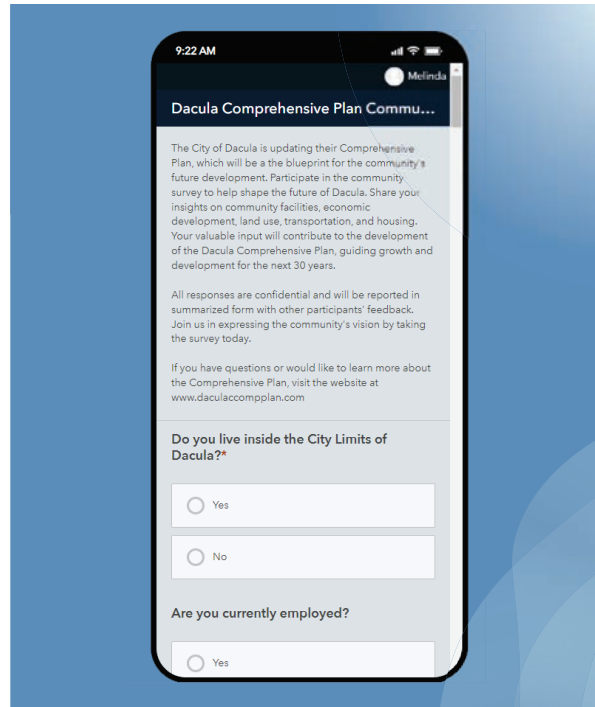 9:22 AM
Melinda
Dacula Comprehensive Plan Commu...
The City of Dacula is updating their Comprehensive
Plan, which will be a the blueprint for the community's
future development. Participate in the community
survey to help shape the future of Dacula. Share your
insights on community facilities, economic
development, land use, transportation, and housing.
Your valuable input will contribute to the development
of the Dacula Comprehensive Plan, guiding growth and
development for the next 30 years.
All responses are confidential and will be reported in
summarized form with other participants' feedback.
Join us in expressing the community's vision by taking
the survey today.
If you have questions or would like to learn more about
the Comprehensive Plan, visit the website at
www.daculaccompplan.com
Do you live inside the City Limits of
Dacula?*
Yes
No
Are you currently employed?
Yes